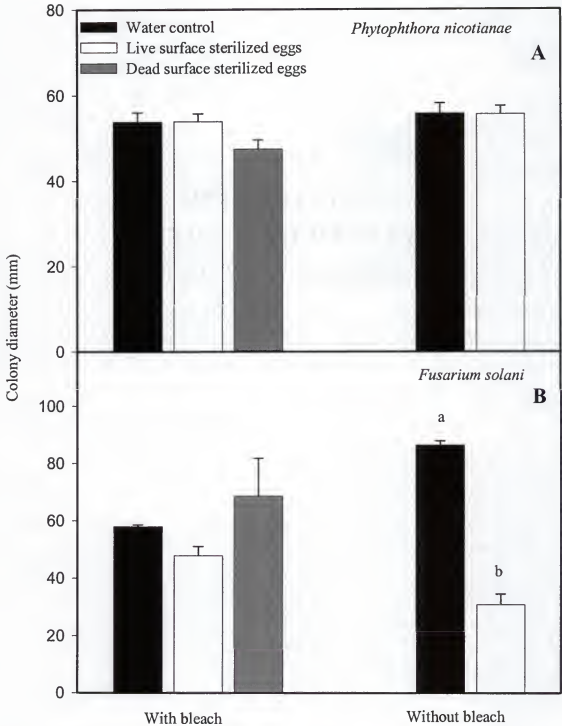 80
Water control
Phytophthora nicotianae
Live surface sterilized eggs
A
Dead surface sterilized eggs
60
40
20
0
Colony diameter (mm)
Fusarium solani
B
100
a
80
60
40
b
20
0
With bleach
Without bleach